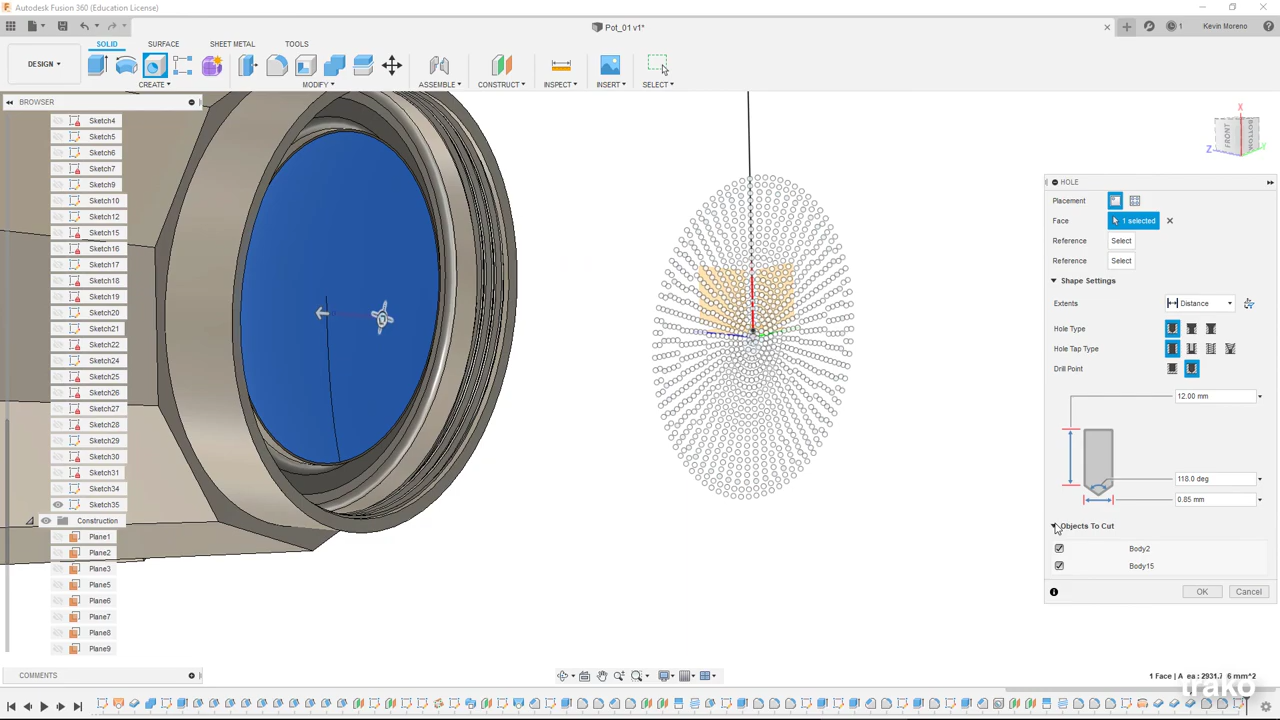 Autodesk Fusion 360 (Education License)
Pot_01 v1*
1
Kevin Moreno
DESIGN
SOLID
SURFACE
SHEET METAL
TOOLS
CREATE
MODIFY
ASSEMBLE
CONSTRUCT
INSPECT
INSERT
SELECT
BROWSER
Sketch4
Sketch5
Sketch6
Sketch7
Sketch9
Sketch10
Sketch12
Sketch15
Sketch16
Sketch17
Sketch18
Sketch19
Sketch20
Sketch21
Sketch22
Sketch24
Sketch25
Sketch26
Sketch27
Sketch28
Sketch29
Sketch30
Sketch31
Sketch34
Sketch35
Construction
Plane1
Plane2
Plane3
Plane5
Plane6
Plane7
Plane8
Plane9
X
FRONT
BOTTOM
Z
Y
HOLE
Placement
Face
1 selected
Reference
Select
Reference
Select
Shape Settings
Extents
Distance
Hole Type
Hole Tap Type
Drill Point
12.00 mm
118.0 deg
0.85 mm
Objects To Cut
Body2
Body15
OK
Cancel
COMMENTS
trako